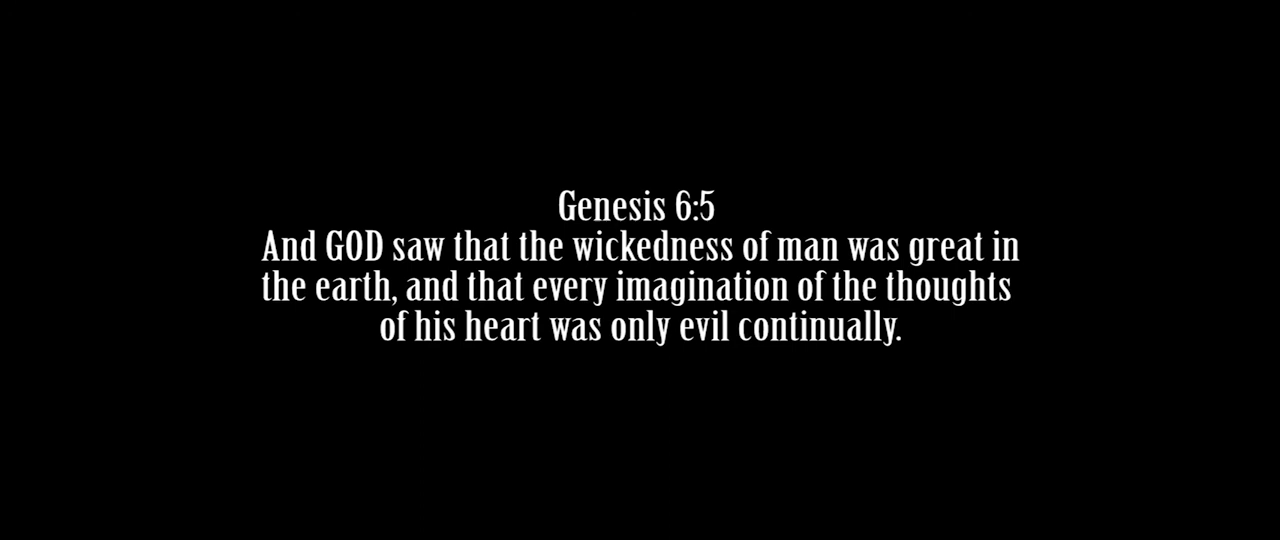 Genesis 6:5
And GOD saw that the wickedness of man was great in
the earth, and that every imagination of the thoughts
of his heart was only evil continually.